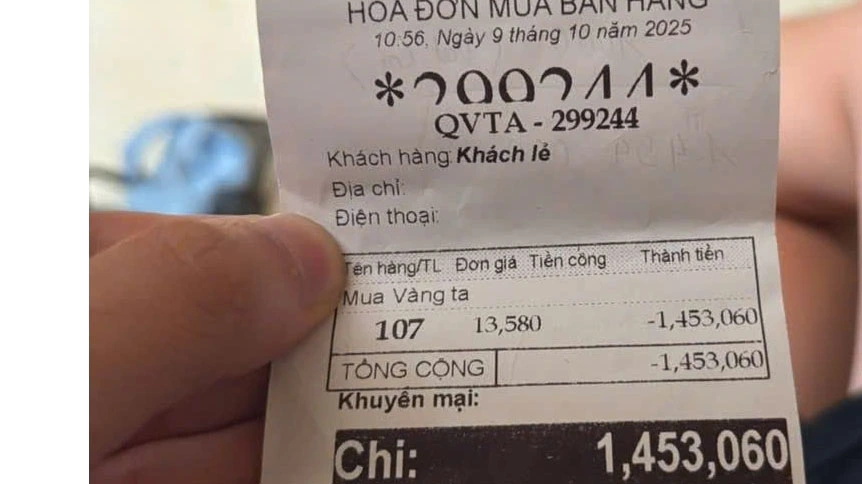 HÓA ĐƠN MUA BÁN HÀNG
10:56, Ngày 9 tháng 10 năm 2025
*299244*
QVTA - 299244
Khách hàng: Khách lẻ
Địa chỉ:
Điện thoại:
Tên hàng/TL Đơn giá Tiền công Thành tiền
Mua Vàng ta
107 13,580 -1,453,060
TỔNG CỘNG -1,453,060
Khuyến mại:
Chi: 1,453,060